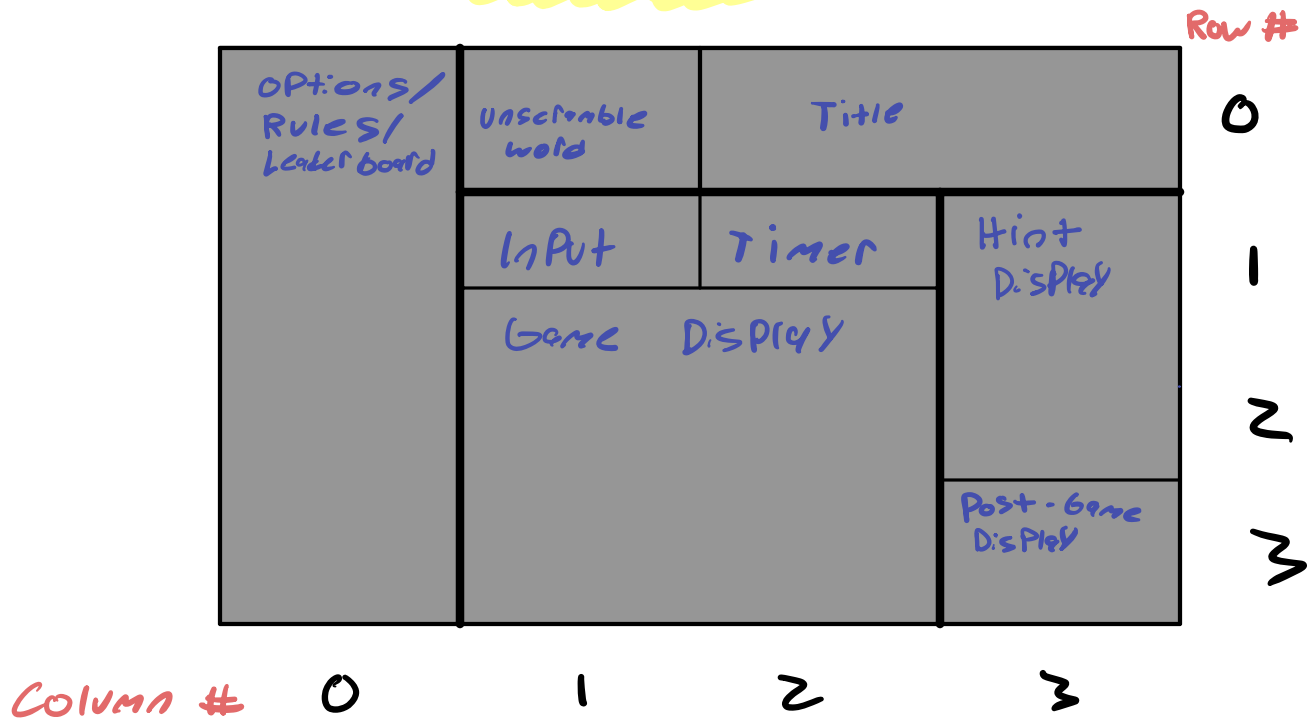 Row #
Options/
Rules/
Leaderboard
unscramble
word
Title
0
Input
Timer
Hint
Display
1
Game Display
2
Post-Game
Display
3
Column # 0 1 2 3